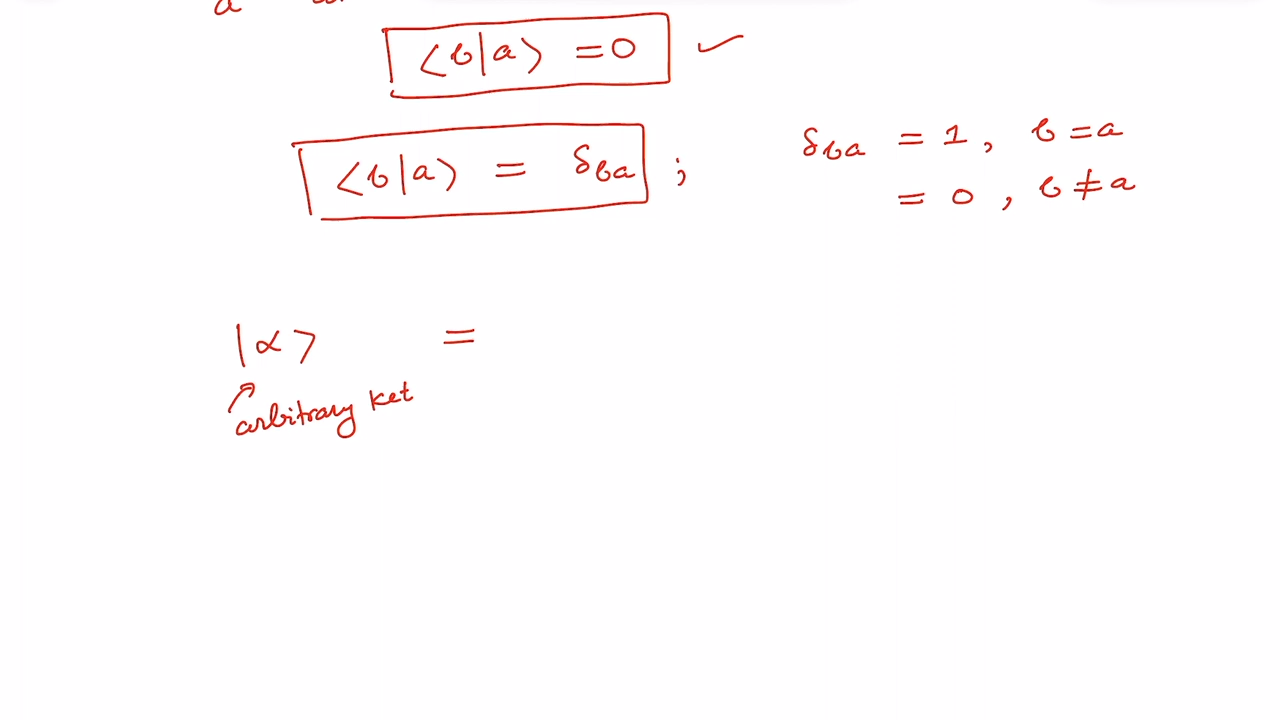 ⟨b|a⟩ = 0 ✓
⟨b|a⟩ = δba ; δba = 1, b = a
= 0, b ≠ a
|α⟩ =
arbitrary ket